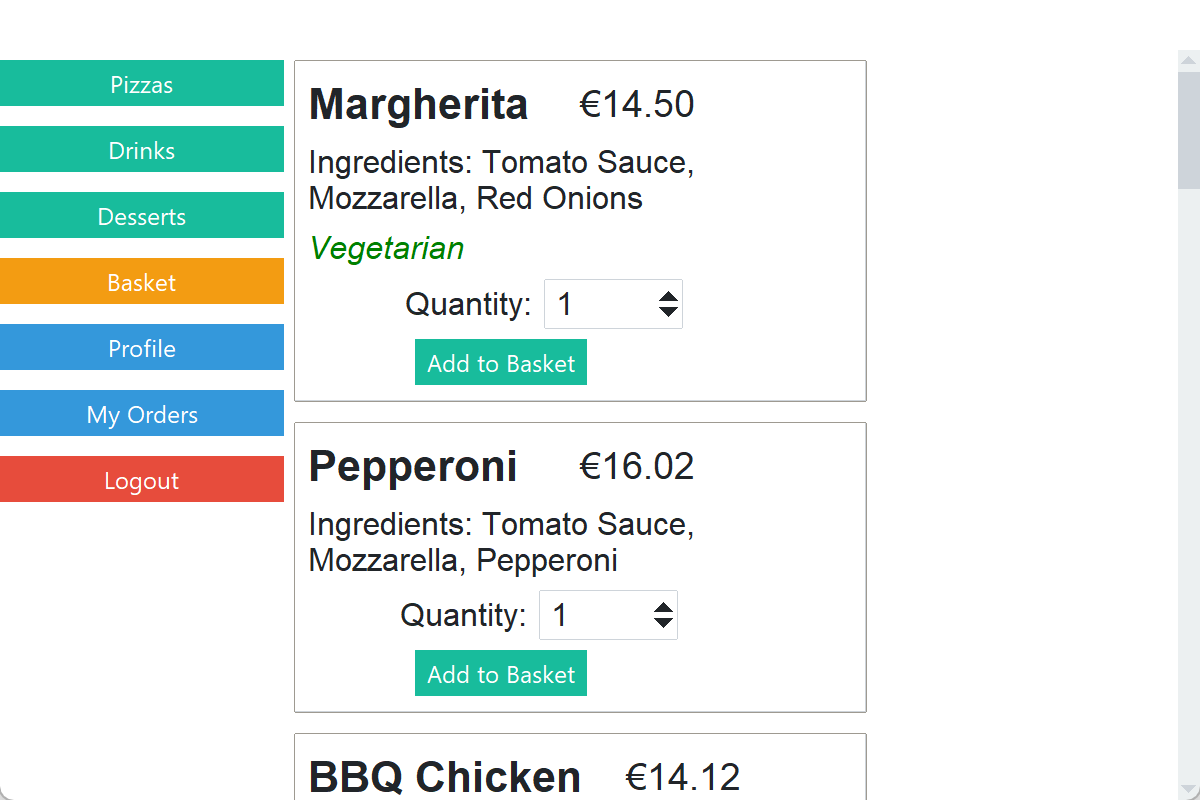 Pizzas
Drinks
Desserts
Basket
Profile
My Orders
Logout
Margherita €14.50
Ingredients: Tomato Sauce,
Mozzarella, Red Onions
Vegetarian
Quantity: 1
Add to Basket
Pepperoni €16.02
Ingredients: Tomato Sauce,
Mozzarella, Pepperoni
Quantity: 1
Add to Basket
BBQ Chicken €14.12